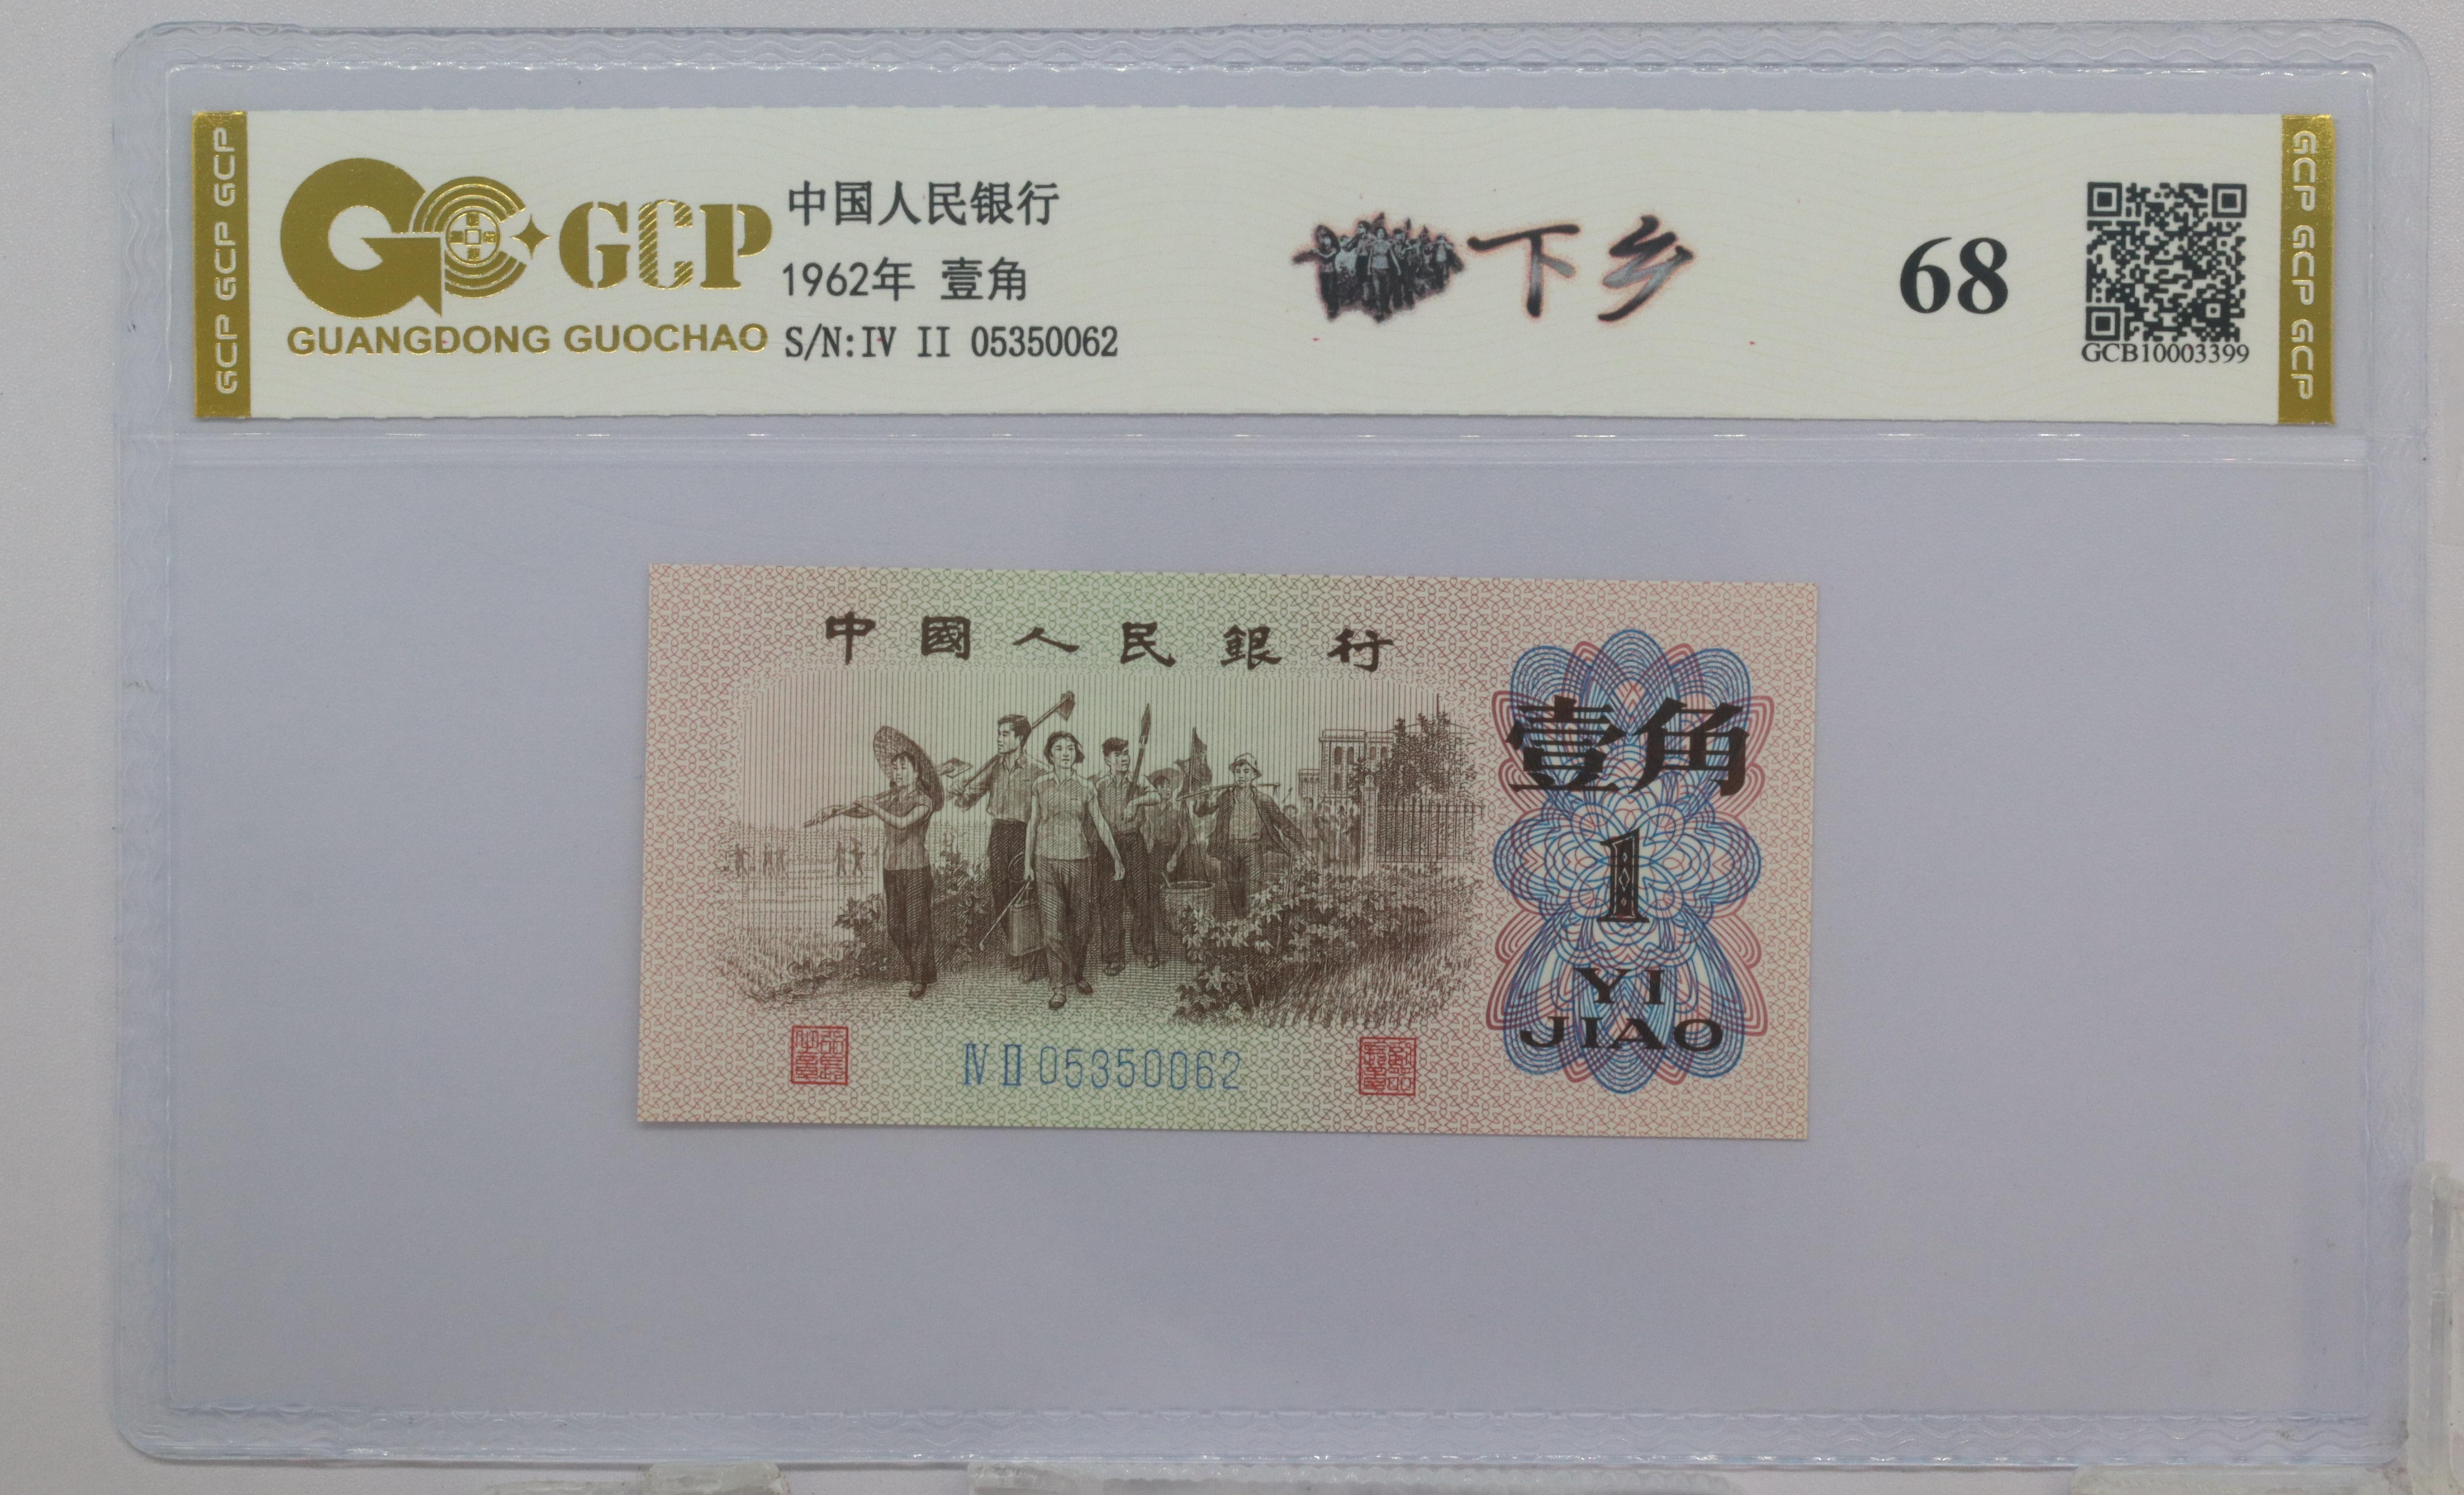 GCP GCP GCP
GCP
GUANGDONG GUOCHAO
中国人民银行
1962年 壹角
S/N:IV II 05350062
下乡
68
GCB10003399
GCP GCP GCP
中國人民銀行
壹角
1
YI
JIAO
IV II 05350062